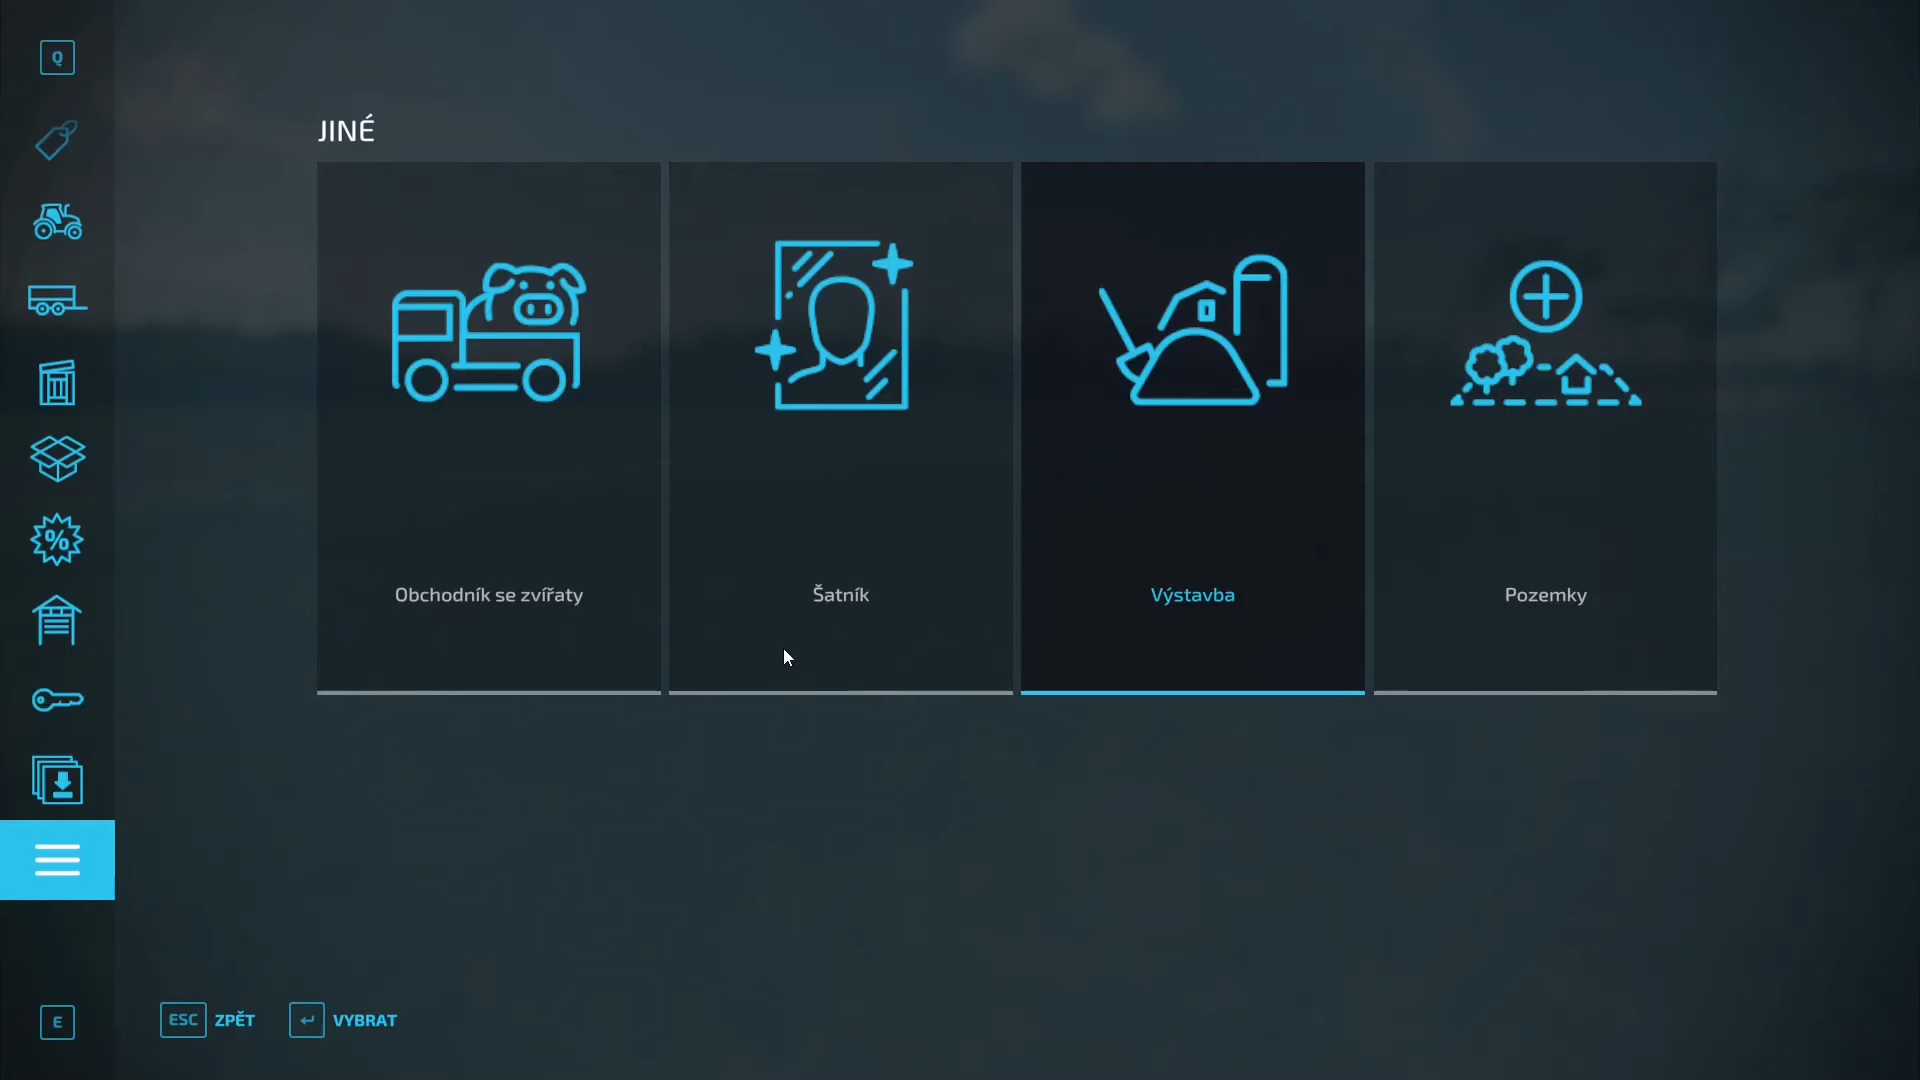 Q
JINÉ
Obchodník se zvířaty
Šatník
Výstavba
Pozemky
%
E
ESC ZPĚT
↵ VYBRAT